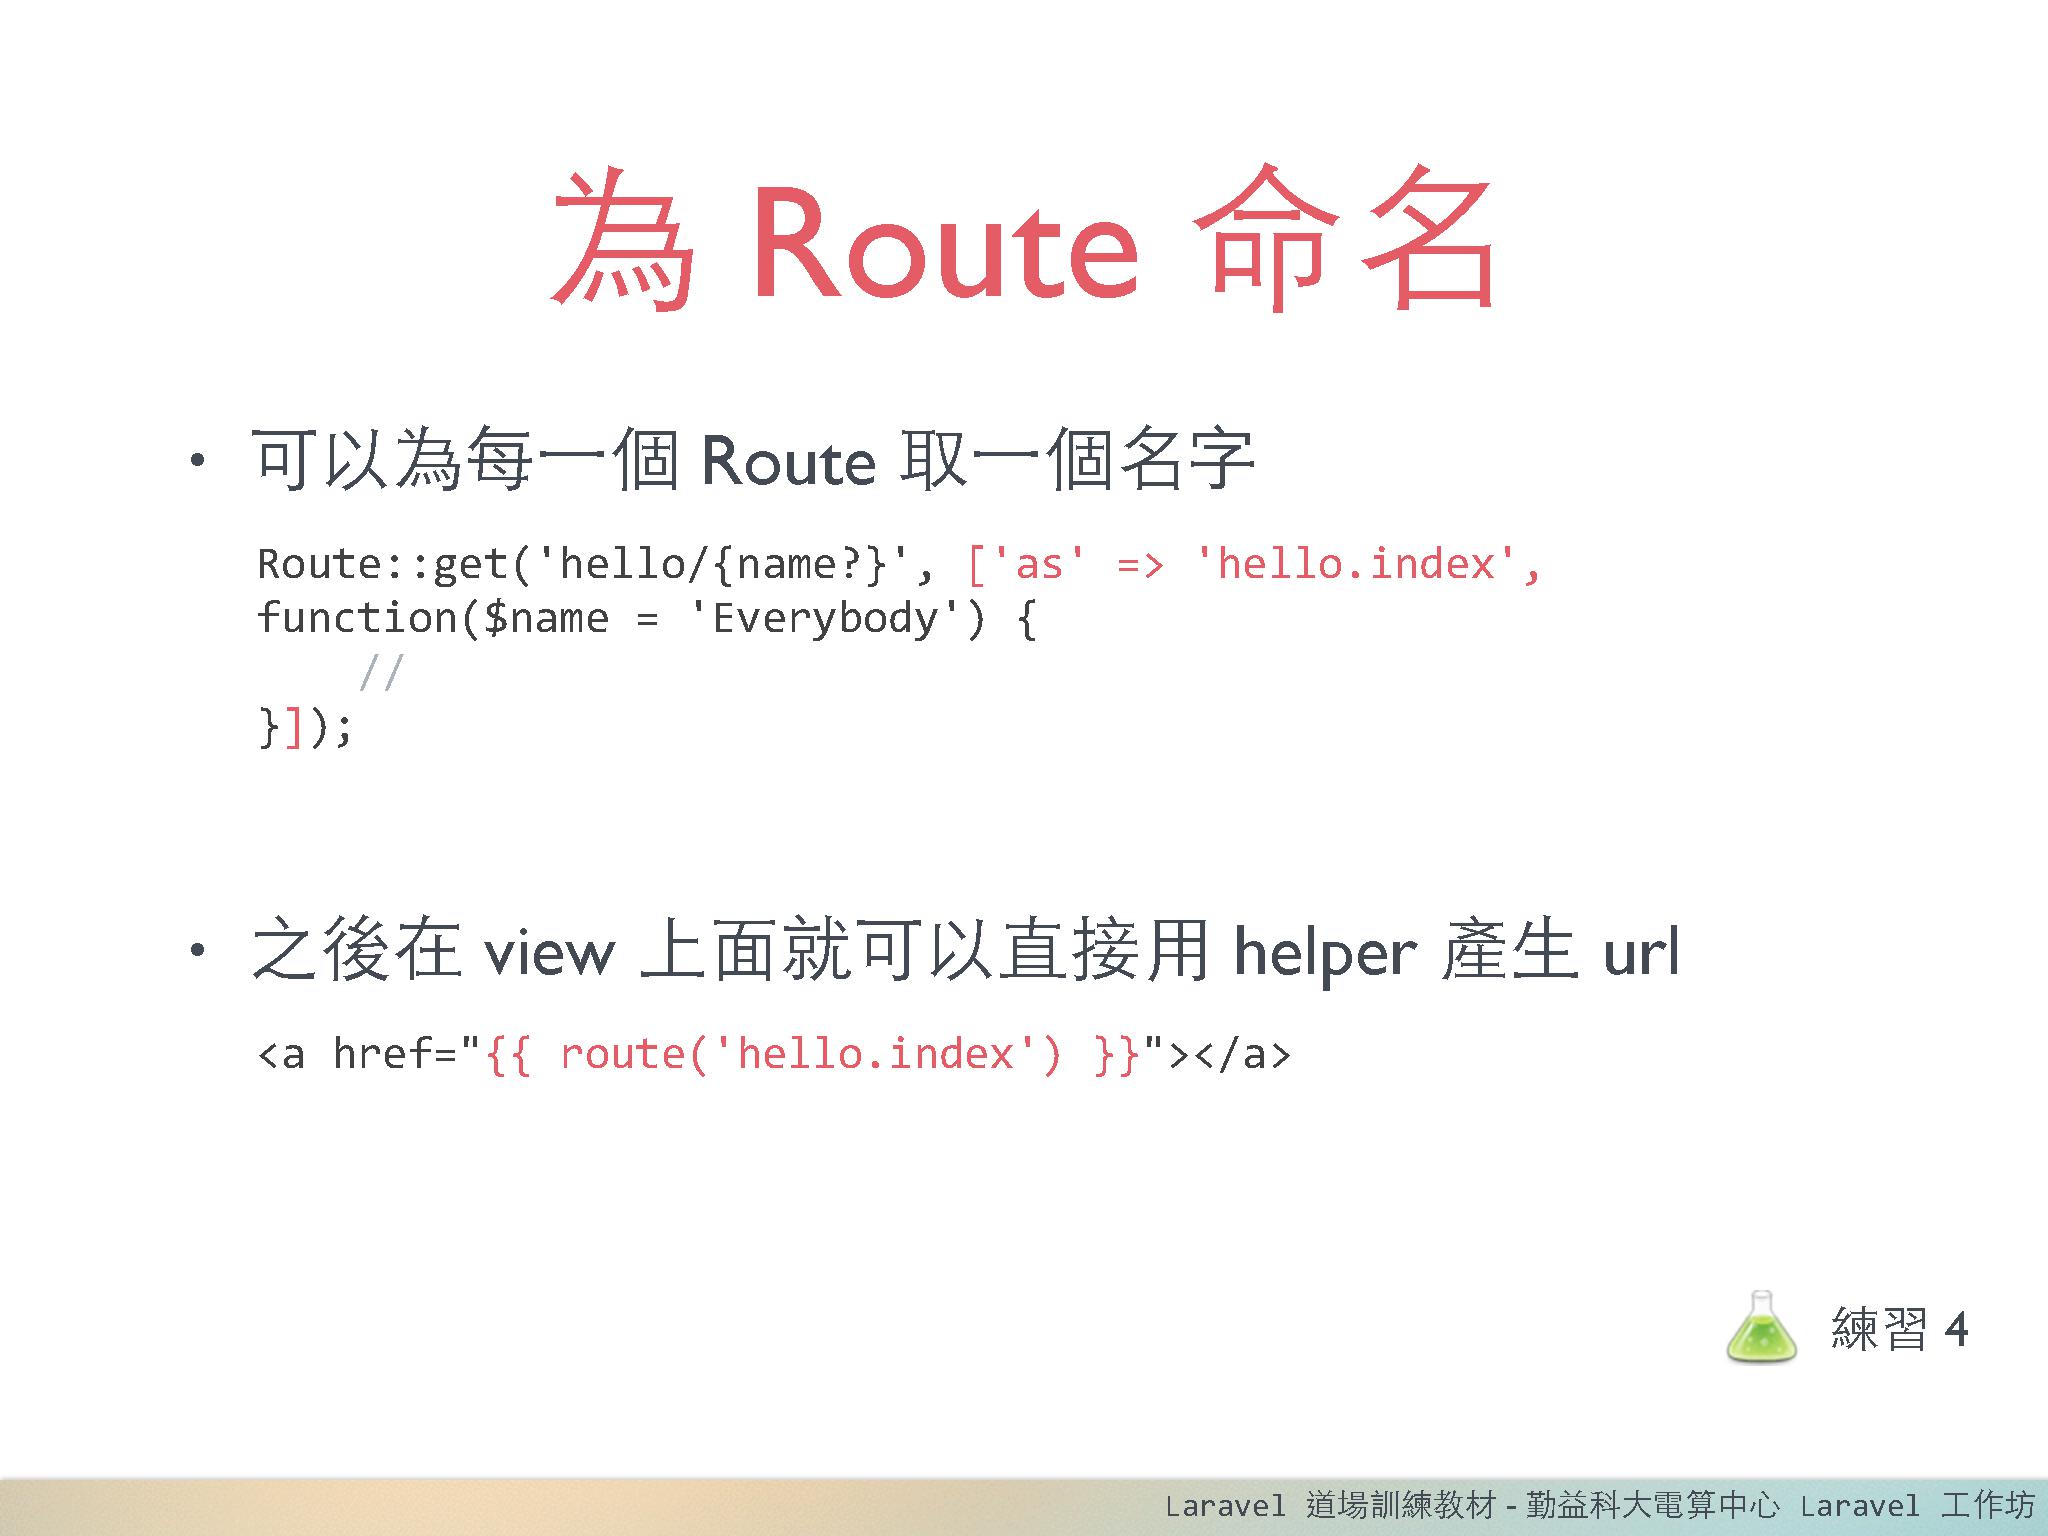 為 Route 命名
• 可以為每一個 Route 取一個名字
Route::get('hello/{name?}', ['as' => 'hello.index',
function($name = 'Everybody') {
    //
}]);
• 之後在 view 上面就可以直接用 helper 產生 url
<a href="{{ route('hello.index') }}"></a>
練習 4
Laravel 道場訓練教材 - 勤益科大電算中心 Laravel 工作坊